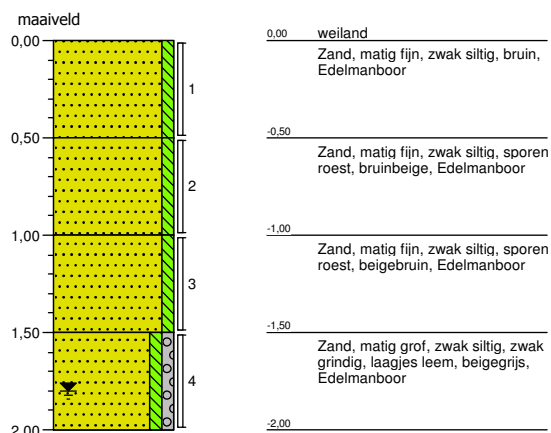 maaiveld
0,00
0,50
1,00
1,50
2,00
1
2
3
4
0,00 weiland
Zand, matig fijn, zwak siltig, bruin,
Edelmanboor
-0,50
Zand, matig fijn, zwak siltig, sporen
roest, bruinbeige, Edelmanboor
-1,00
Zand, matig fijn, zwak siltig, sporen
roest, beigebruin, Edelmanboor
-1,50
Zand, matig grof, zwak siltig, zwak
grindig, laagjes leem, beigegrijs,
Edelmanboor
-2,00